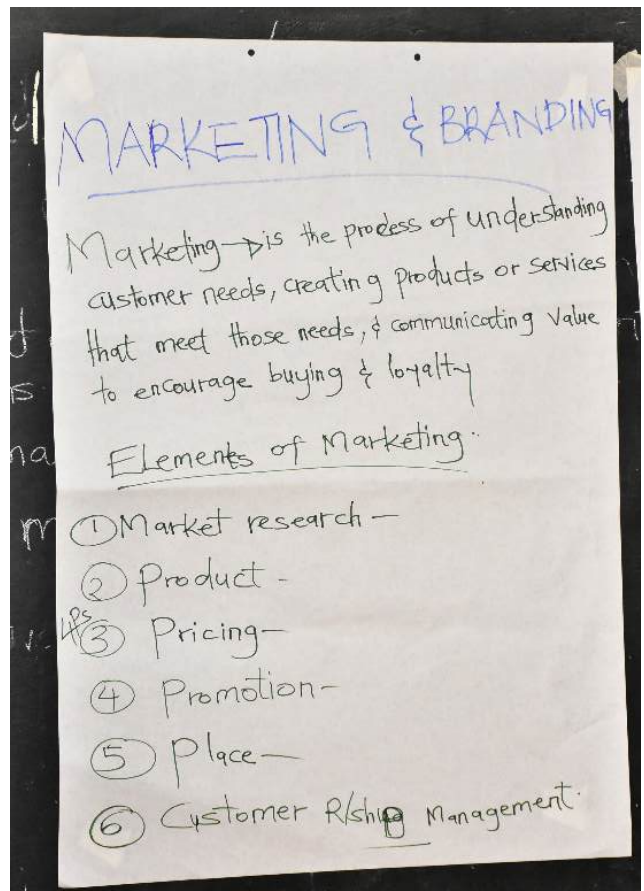 MARKETING & BRANDING
Marketing → is the process of understanding
customer needs, creating products or services
that meet those needs, & communicating value
to encourage buying & loyalty
Elements of Marketing.
① Market research -
② Product -
4Ps ③ Pricing -
④ Promotion -
⑤ Place -
⑥ Customer R/ship Management.